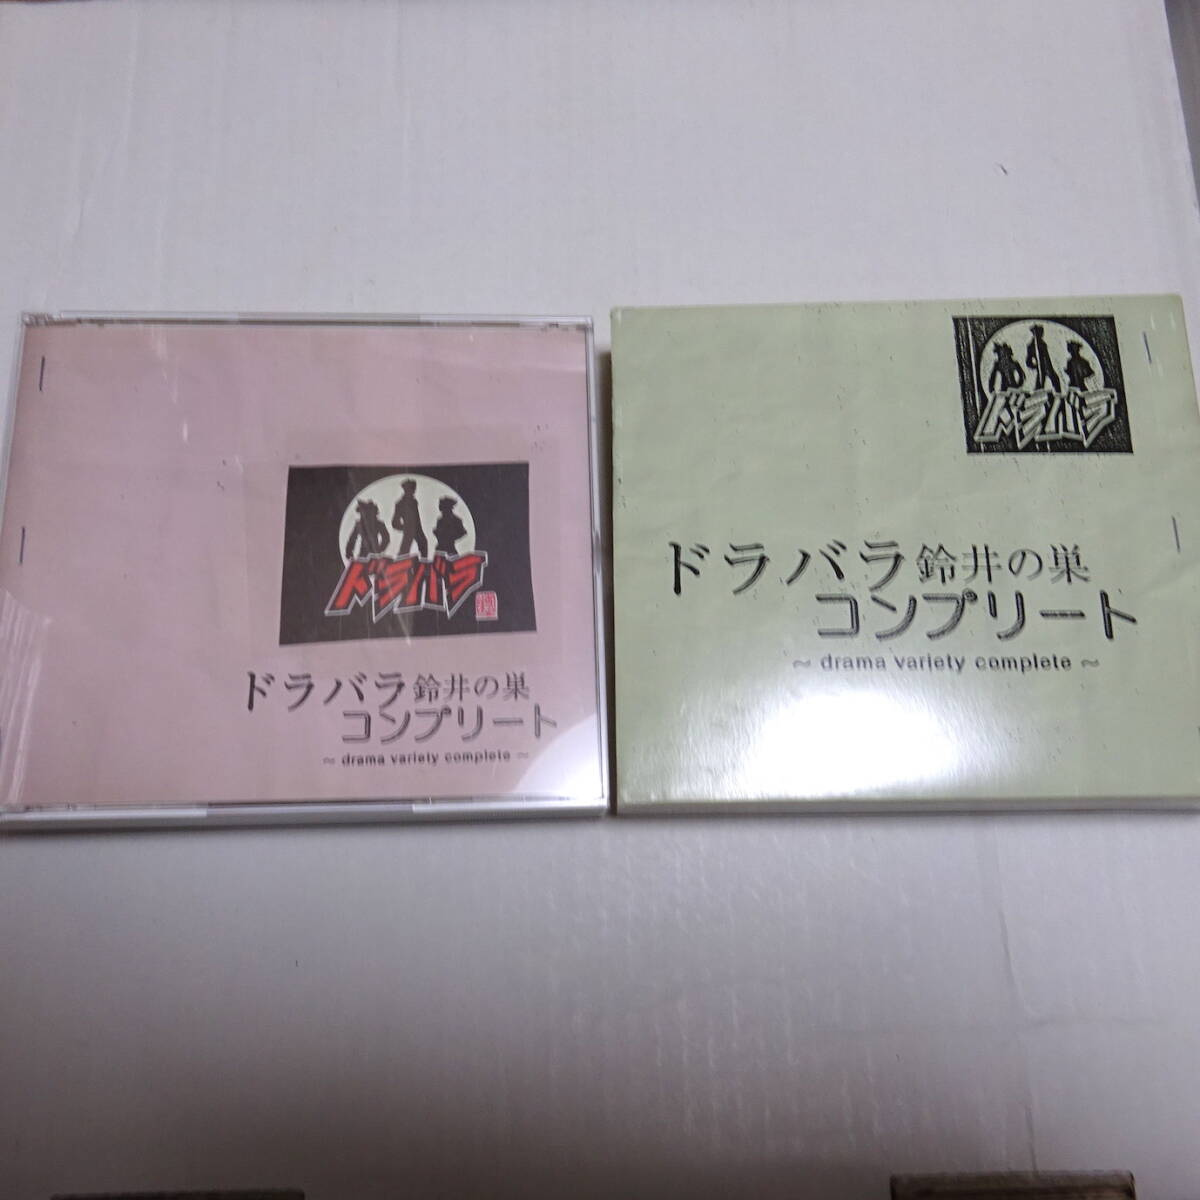 ドラバラ
ドラバラ鈴井の巣
コンプリート
~ drama variety complete ~
ドラバラ
ドラバラ鈴井の巣
コンプリート
~ drama variety complete ~